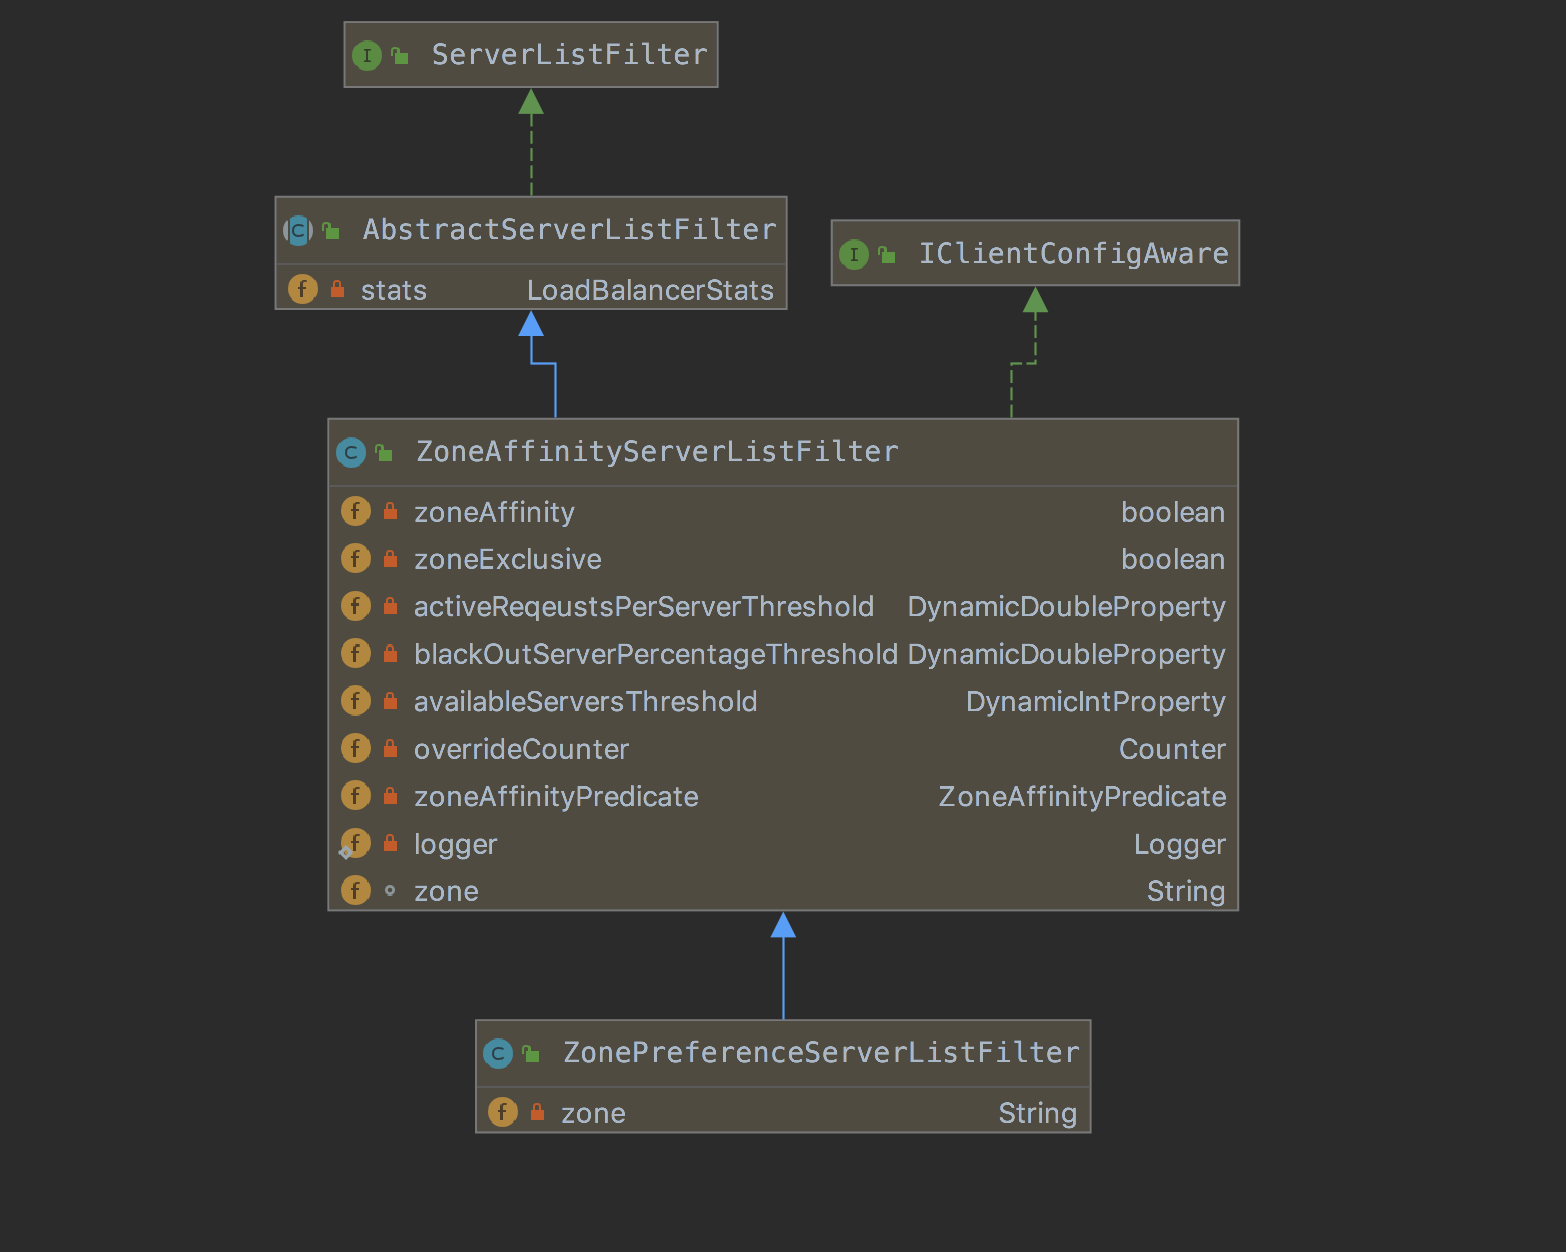 I ServerListFilter
C AbstractServerListFilter
f stats LoadBalancerStats
I IClientConfigAware
C ZoneAffinityServerListFilter
f zoneAffinity boolean
f zoneExclusive boolean
f activeReqeustsPerServerThreshold DynamicDoubleProperty
f blackOutServerPercentageThreshold DynamicDoubleProperty
f availableServersThreshold DynamicIntProperty
f overrideCounter Counter
f zoneAffinityPredicate ZoneAffinityPredicate
f logger Logger
f zone String
C ZonePreferenceServerListFilter
f zone String